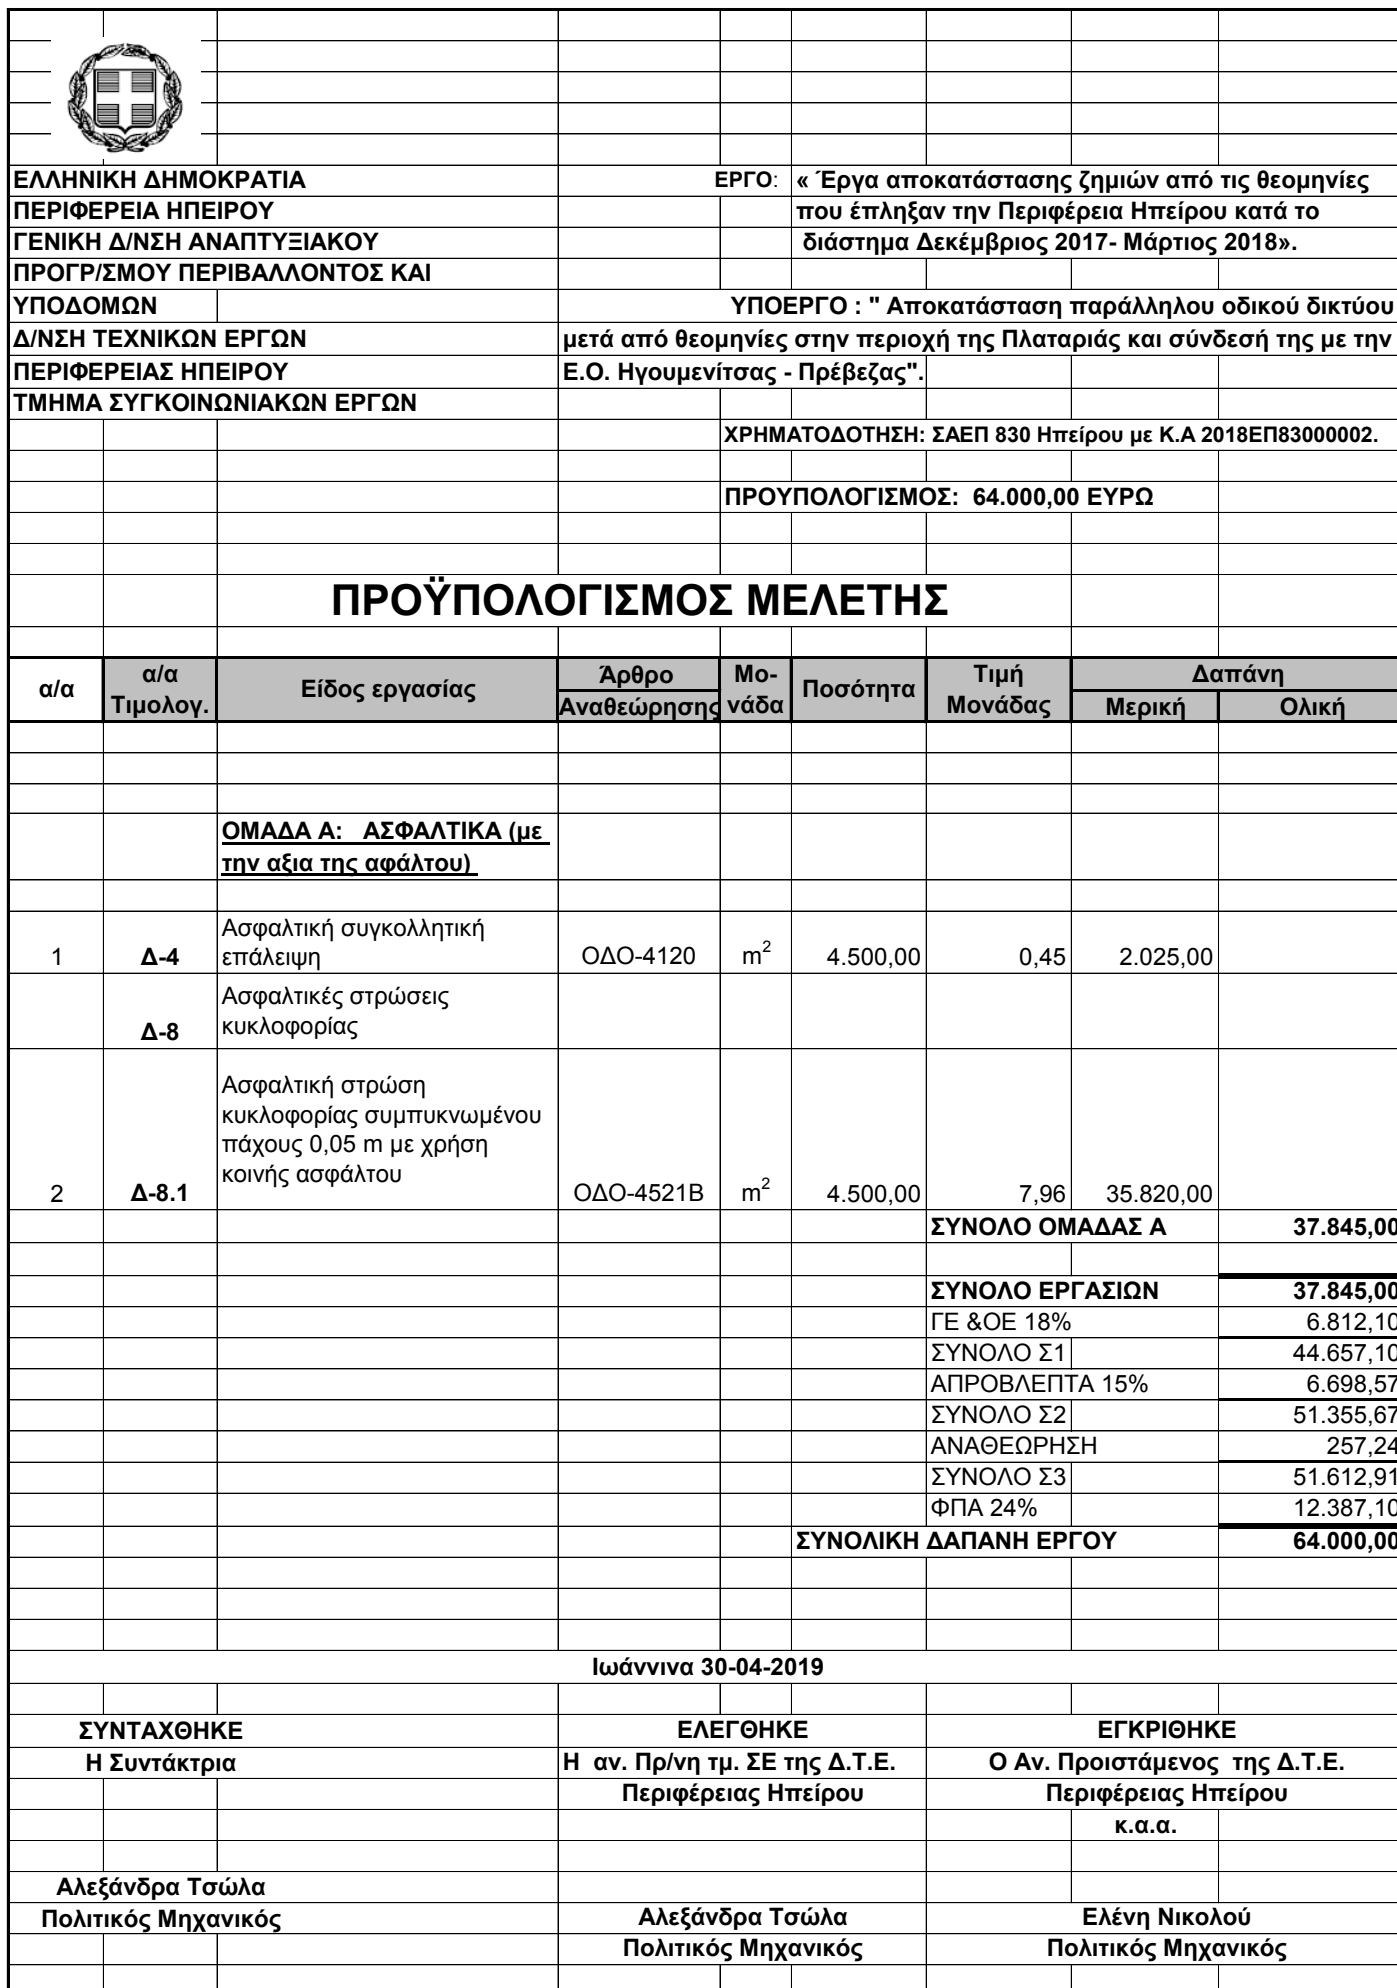 ΕΛΛΗΝΙΚΗ ΔΗΜΟΚΡΑΤΙΑ ΕΡΓΟ: « Έργα αποκατάστασης ζημιών από τις θεομηνίες
ΠΕΡΙΦΕΡΕΙΑ ΗΠΕΙΡΟΥ που έπληξαν την Περιφέρεια Ηπείρου κατά το
ΓΕΝΙΚΗ Δ/ΝΣΗ ΑΝΑΠΤΥΞΙΑΚΟΥ διάστημα Δεκέμβριος 2017- Μάρτιος 2018».
ΠΡΟΓΡ/ΣΜΟΥ ΠΕΡΙΒΑΛΛΟΝΤΟΣ ΚΑΙ
ΥΠΟΔΟΜΩΝ ΥΠΟΕΡΓΟ : " Αποκατάσταση παράλληλου οδικού δικτύου
Δ/ΝΣΗ ΤΕΧΝΙΚΩΝ ΕΡΓΩΝ μετά από θεομηνίες στην περιοχή της Πλαταριάς και σύνδεσή της με την
ΠΕΡΙΦΕΡΕΙΑΣ ΗΠΕΙΡΟΥ Ε.Ο. Ηγουμενίτσας - Πρέβεζας".
ΤΜΗΜΑ ΣΥΓΚΟΙΝΩΝΙΑΚΩΝ ΕΡΓΩΝ
ΧΡΗΜΑΤΟΔΟΤΗΣΗ: ΣΑΕΠ 830 Ηπείρου με Κ.Α 2018ΕΠ83000002.
ΠΡΟΥΠΟΛΟΓΙΣΜΟΣ: 64.000,00 ΕΥΡΩ
ΠΡΟΫΠΟΛΟΓΙΣΜΟΣ ΜΕΛΕΤΗΣ
α/α α/α Τιμολογ. Είδος εργασίας Άρθρο Αναθεώρησης Μο- νάδα Ποσότητα Τιμή Μονάδας Δαπάνη
Μερική Ολική
ΟΜΑΔΑ Α: ΑΣΦΑΛΤΙΚΑ (με
την αξια της αφάλτου)
Ασφαλτική συγκολλητική
1 Δ-4 επάλειψη ΟΔΟ-4120 m² 4.500,00 0,45 2.025,00
Ασφαλτικές στρώσεις
Δ-8 κυκλοφορίας
Ασφαλτική στρώση
κυκλοφορίας συμπυκνωμένου
πάχους 0,05 m με χρήση
κοινής ασφάλτου
2 Δ-8.1 ΟΔΟ-4521Β m² 4.500,00 7,96 35.820,00
ΣΥΝΟΛΟ ΟΜΑΔΑΣ Α 37.845,00
ΣΥΝΟΛΟ ΕΡΓΑΣΙΩΝ 37.845,00
ΓΕ &ΟΕ 18% 6.812,10
ΣΥΝΟΛΟ Σ1 44.657,10
ΑΠΡΟΒΛΕΠΤΑ 15% 6.698,57
ΣΥΝΟΛΟ Σ2 51.355,67
ΑΝΑΘΕΩΡΗΣΗ 257,24
ΣΥΝΟΛΟ Σ3 51.612,91
ΦΠΑ 24% 12.387,10
ΣΥΝΟΛΙΚΗ ΔΑΠΑΝΗ ΕΡΓΟΥ 64.000,00
Ιωάννινα 30-04-2019
ΣΥΝΤΑΧΘΗΚΕ ΕΛΕΓΘΗΚΕ ΕΓΚΡΙΘΗΚΕ
Η Συντάκτρια Η αν. Πρ/νη τμ. ΣΕ της Δ.Τ.Ε. Ο Αν. Προιστάμενος της Δ.Τ.Ε.
Περιφέρειας Ηπείρου Περιφέρειας Ηπείρου
κ.α.α.
Αλεξάνδρα Τσώλα
Πολιτικός Μηχανικός Αλεξάνδρα Τσώλα Ελένη Νικολού
Πολιτικός Μηχανικός Πολιτικός Μηχανικός